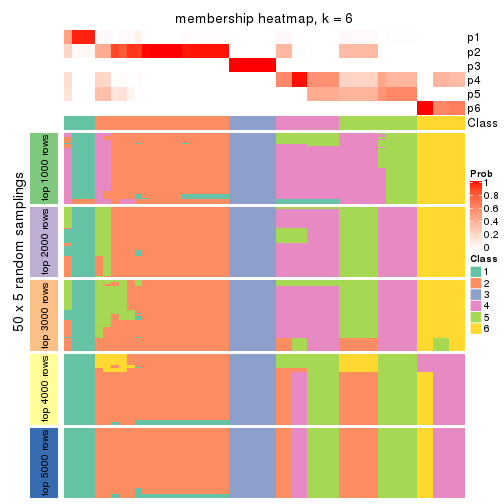 membership heatmap, k = 6
p1
p2
p3
p4
p5
p6
Class
50 x 5 random samplings
top 1000 rows
top 2000 rows
top 3000 rows
top 4000 rows
top 5000 rows
Prob
1
0.8
0.6
0.4
0.2
0
Class
1
2
3
4
5
6